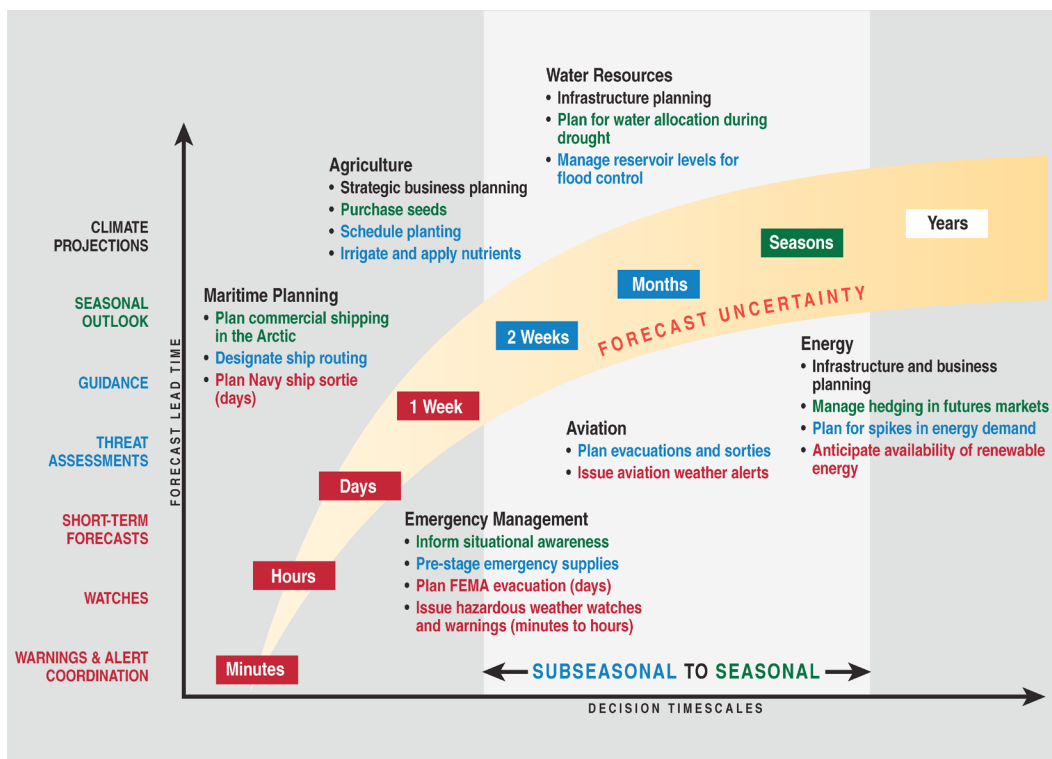 Water Resources
• Infrastructure planning
• Plan for water allocation during
drought
• Manage reservoir levels for
flood control
Agriculture
• Strategic business planning
• Purchase seeds
• Schedule planting
• Irrigate and apply nutrients
Maritime Planning
• Plan commercial shipping
in the Arctic
• Designate ship routing
• Plan Navy ship sortie
(days)
CLIMATE
PROJECTIONS
SEASONAL
OUTLOOK
GUIDANCE
THREAT
ASSESSMENTS
SHORT-TERM
FORECASTS
WATCHES
WARNINGS & ALERT
COORDINATION
FORECAST LEAD TIME
Years
Seasons
Months
2 Weeks
1 Week
Days
Hours
Minutes
FORECAST UNCERTAINTY
Energy
• Infrastructure and business
planning
• Manage hedging in futures markets
• Plan for spikes in energy demand
• Anticipate availability of renewable
energy
Aviation
• Plan evacuations and sorties
• Issue aviation weather alerts
Emergency Management
• Inform situational awareness
• Pre-stage emergency supplies
• Plan FEMA evacuation (days)
• Issue hazardous weather watches
and warnings (minutes to hours)
SUBSEASONAL TO SEASONAL
DECISION TIMESCALES